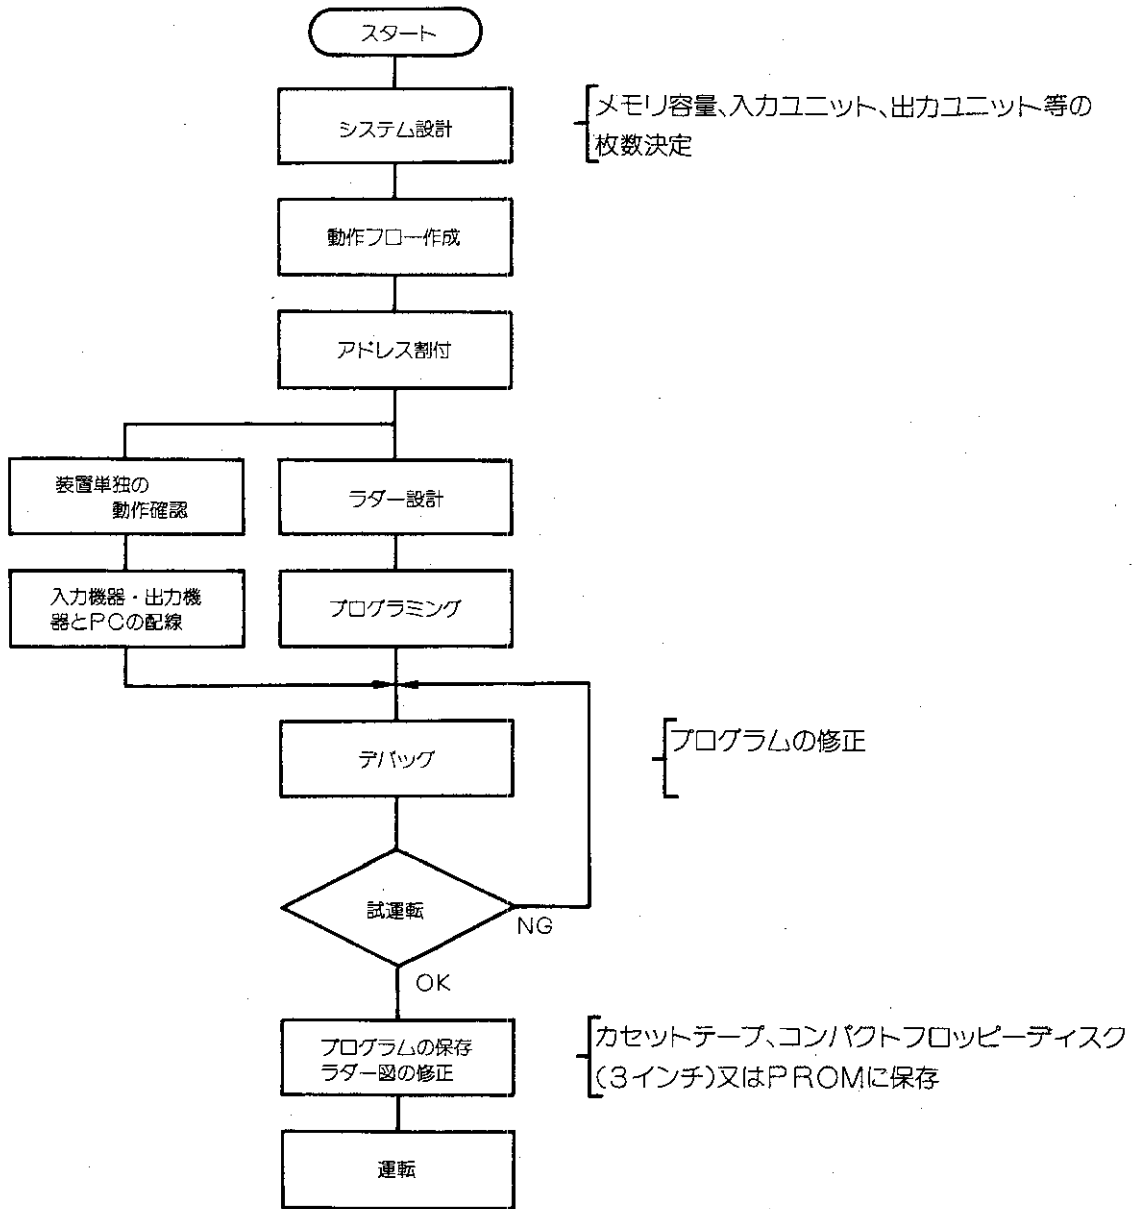 スタート
システム設計
メモリ容量、入力ユニット、出力ユニット等の
枚数決定
動作フロー作成
アドレス割付
装置単独の
動作確認
ラダー設計
入力機器・出力機
器とPCの配線
プログラミング
デバッグ
プログラムの修正
試運転
NG
OK
プログラムの保存
ラダー図の修正
カセットテープ、コンパクトフロッピーディスク
(3インチ)又はPROMに保存
運転